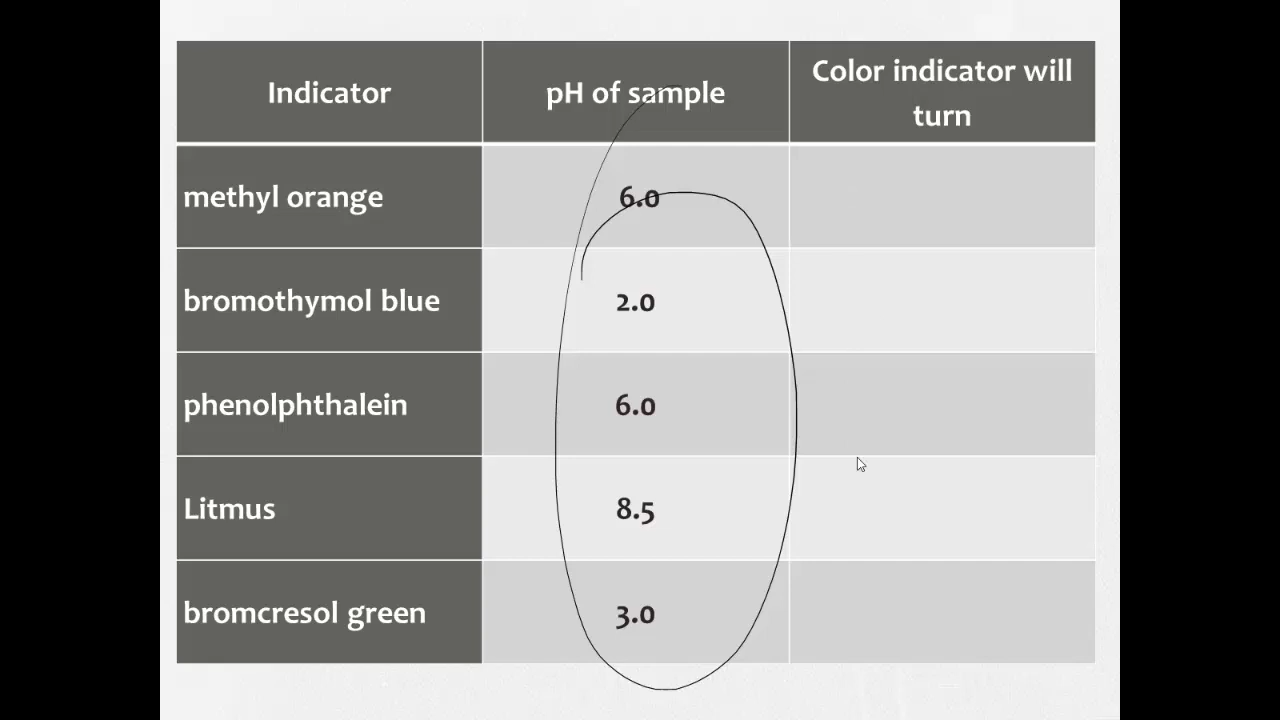 Indicator
pH of sample
Color indicator will
turn
methyl orange
6.0
bromothymol blue
2.0
phenolphthalein
6.0
Litmus
8.5
bromcresol green
3.0